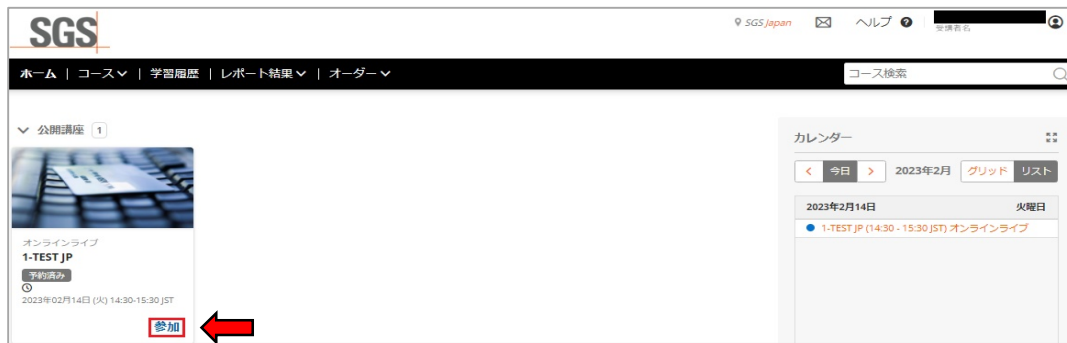 SGS
SGS Japan
ヘルプ ?
受講者名
ホーム | コース | 学習履歴 | レポート結果 | オーダー
コース検索
公開講座 1
オンラインライブ
1-TEST JP
予約済み
2023年02月14日 (火) 14:30-15:30 JST
参加
カレンダー
< 今日 > 2023年2月 グリッド リスト
2023年2月14日 火曜日
1-TEST JP (14:30 - 15:30 JST) オンラインライブ